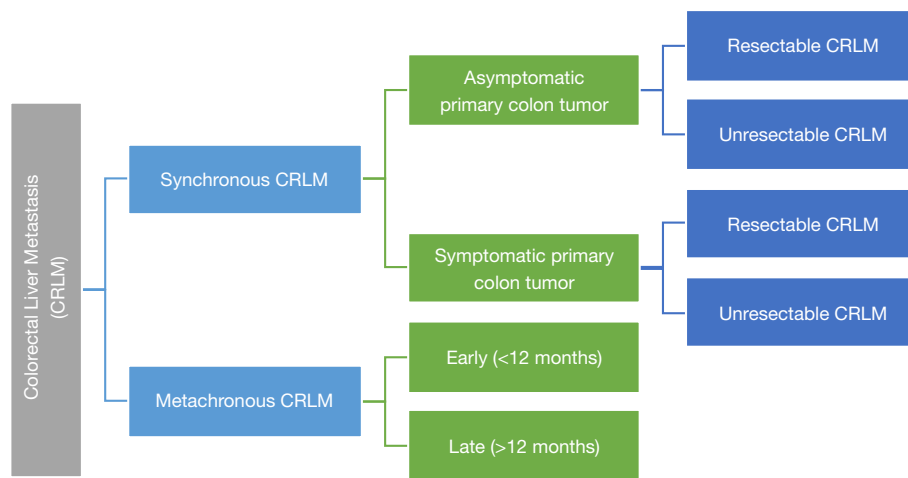 Colorectal Liver Metastasis
(CRLM)
Synchronous CRLM
Metachronous CRLM
Asymptomatic
primary colon tumor
Symptomatic primary
colon tumor
Early (<12 months)
Late (>12 months)
Resectable CRLM
Unresectable CRLM
Resectable CRLM
Unresectable CRLM